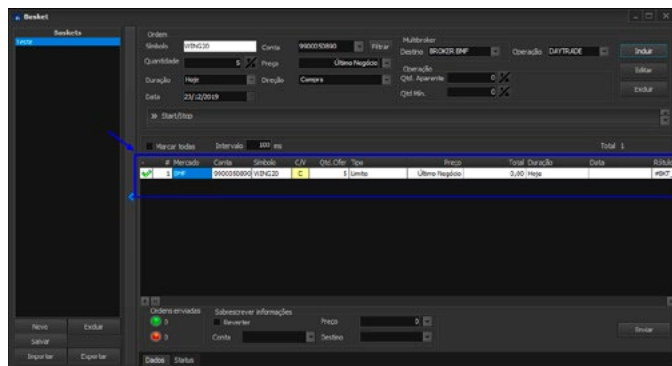 Basket
Baskets
Teste
Ordem
Símbolo WING20 Conta 9900050890 Filtrar
Quantidade 5 Preço Último Negócio
Duração Hoje Direção Compra
Data 23/12/2019
Multibroker
Destino BROKER BMF Operação DAYTRADE
Operação
Qtd. Aparente 0
Qtd Mín. 0
Incluir
Editar
Excluir
>> Start/Stop
Marcar todas Intervalo 100 ms Total 1
# Mercado Conta Símbolo C/V Qtd.Ofer Tipo Preço Total Duração Data Rótulo
1 BMF 9900050890 WING20 C 5 Limite Último Negócio 0,00 Hoje
Ordens enviadas
0
0
Sobrescrever informações
Reverter Preço 0
Conta Destino
Enviar
Novo Excluir
Salvar
Importar Exportar
Dados Status